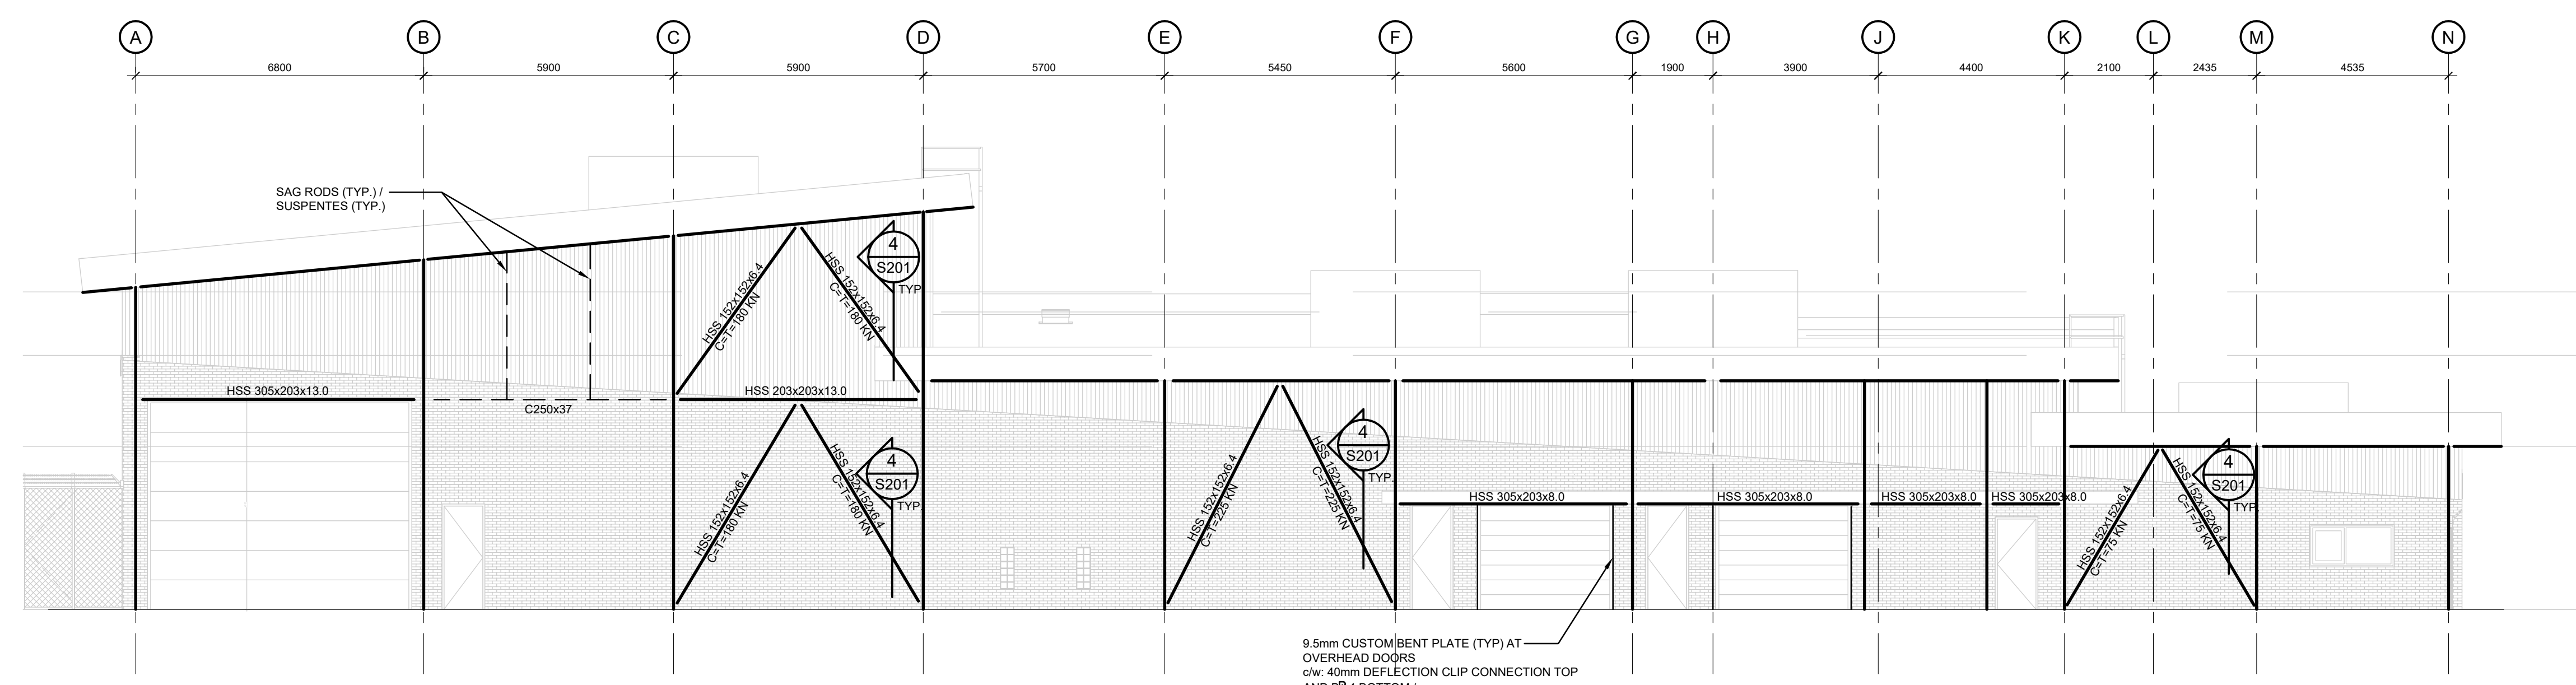 A B C D E F G H J K L M N
6800 5900 5900 5700 5450 5600 1900 3900 4400 2100 2435 4535
SAG RODS (TYP.) /
SUSPENTES (TYP.)
HSS 152x152x6.4
C=T=180 KN
HSS 152x152x6.4
C=T=180 KN
4
S201
TYP.
HSS 305x203x13.0
C250x37
HSS 203x203x13.0
HSS 152x152x6.4
C=T=180 KN
HSS 152x152x6.4
C=T=180 KN
4
S201
TYP.
HSS 152x152x6.4
C=T=225 KN
HSS 152x152x6.4
C=T=225 KN
4
S201
TYP.
HSS 305x203x8.0
HSS 305x203x8.0
HSS 305x203x8.0
HSS 305x203x8.0
HSS 152x152x6.4
C=T=75 KN
HSS 152x152x6.4
C=T=75 KN
4
S201
TYP.
9.5mm CUSTOM BENT PLATE (TYP) AT
OVERHEAD DOORS
c/w: 40mm DEFLECTION CLIP CONNECTION TOP